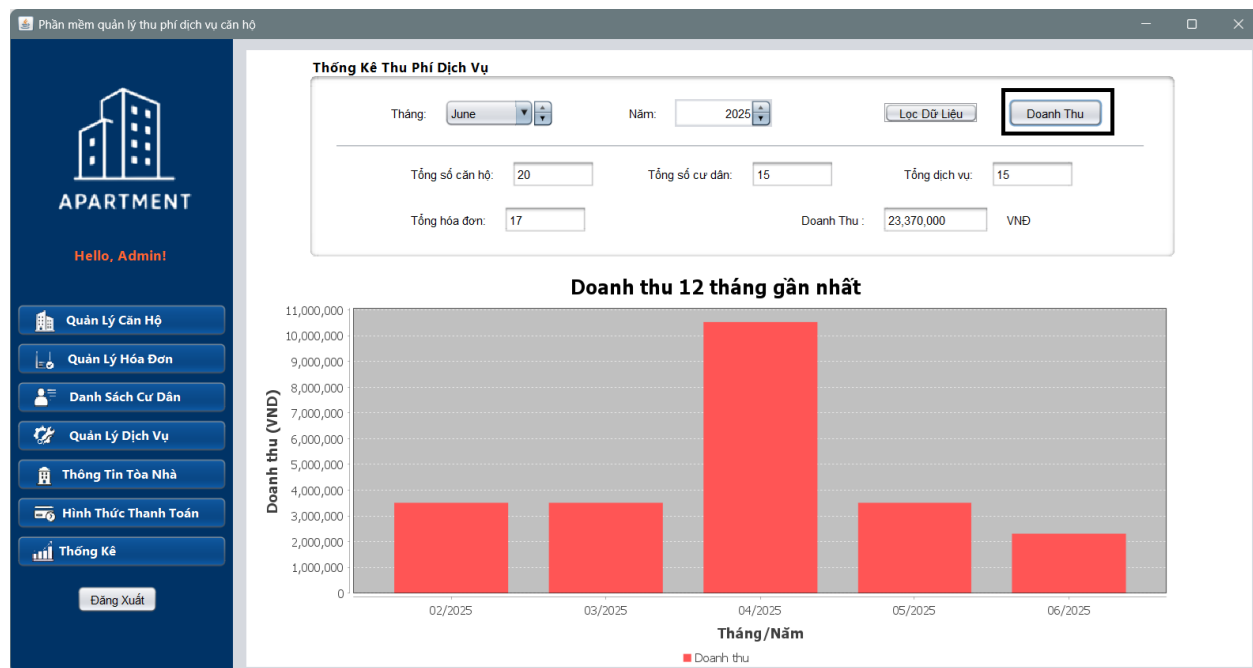 Phần mềm quản lý thu phí dịch vụ căn hộ
APARTMENT
Hello, Admin!
Quản Lý Căn Hộ
Quản Lý Hóa Đơn
Danh Sách Cư Dân
Quản Lý Dịch Vụ
Thông Tin Tòa Nhà
Hình Thức Thanh Toán
Thống Kê
Đăng Xuất
Thống Kê Thu Phí Dịch Vụ
Tháng: June Năm: 2025 Lọc Dữ Liệu Doanh Thu
Tổng số căn hộ: 20 Tổng số cư dân: 15 Tổng dịch vụ: 15
Tổng hóa đơn: 17 Doanh Thu : 23,370,000 VNĐ
Doanh thu 12 tháng gần nhất
Doanh thu (VND)
11,000,000
10,000,000
9,000,000
8,000,000
7,000,000
6,000,000
5,000,000
4,000,000
3,000,000
2,000,000
1,000,000
0
02/2025 03/2025 04/2025 05/2025 06/2025
Tháng/Năm
Doanh thu